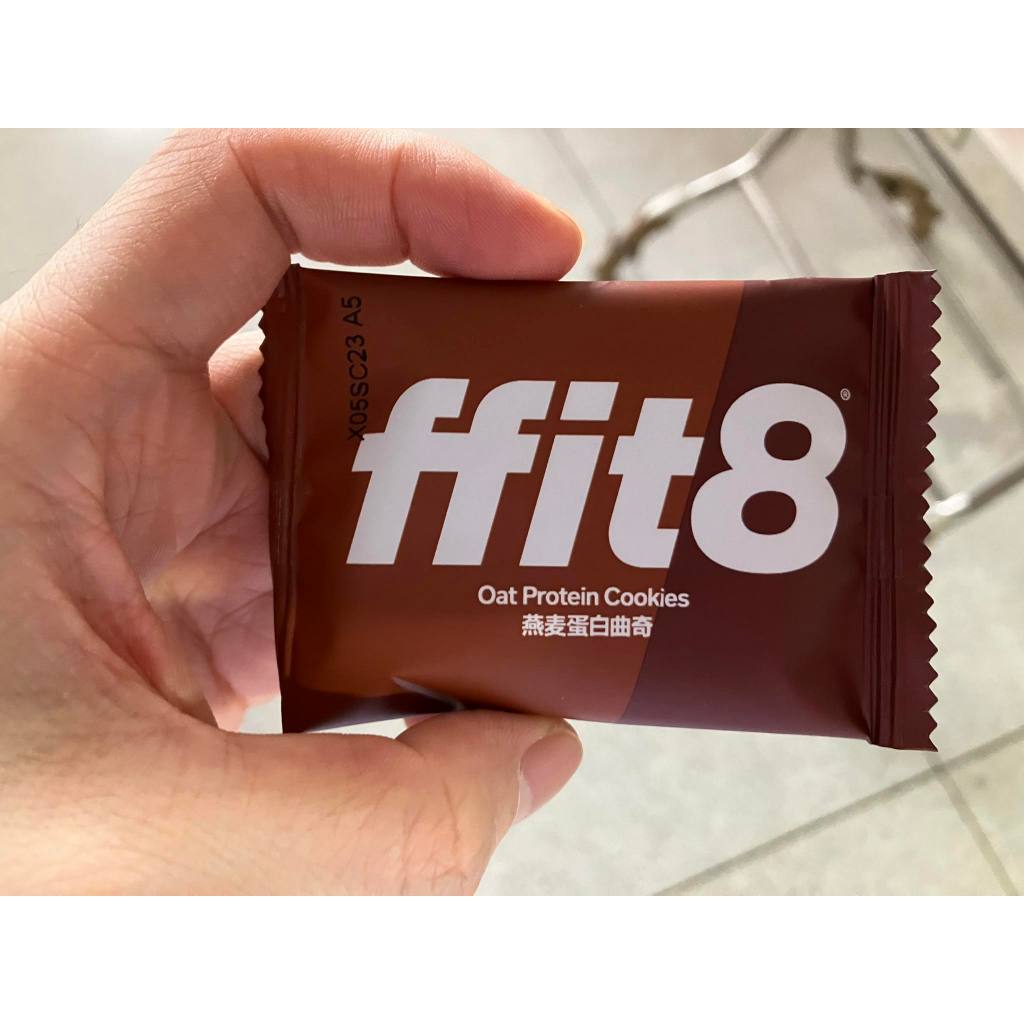 X05SC23 A5
ffit8®
Oat Protein Cookies
燕麦蛋白曲奇